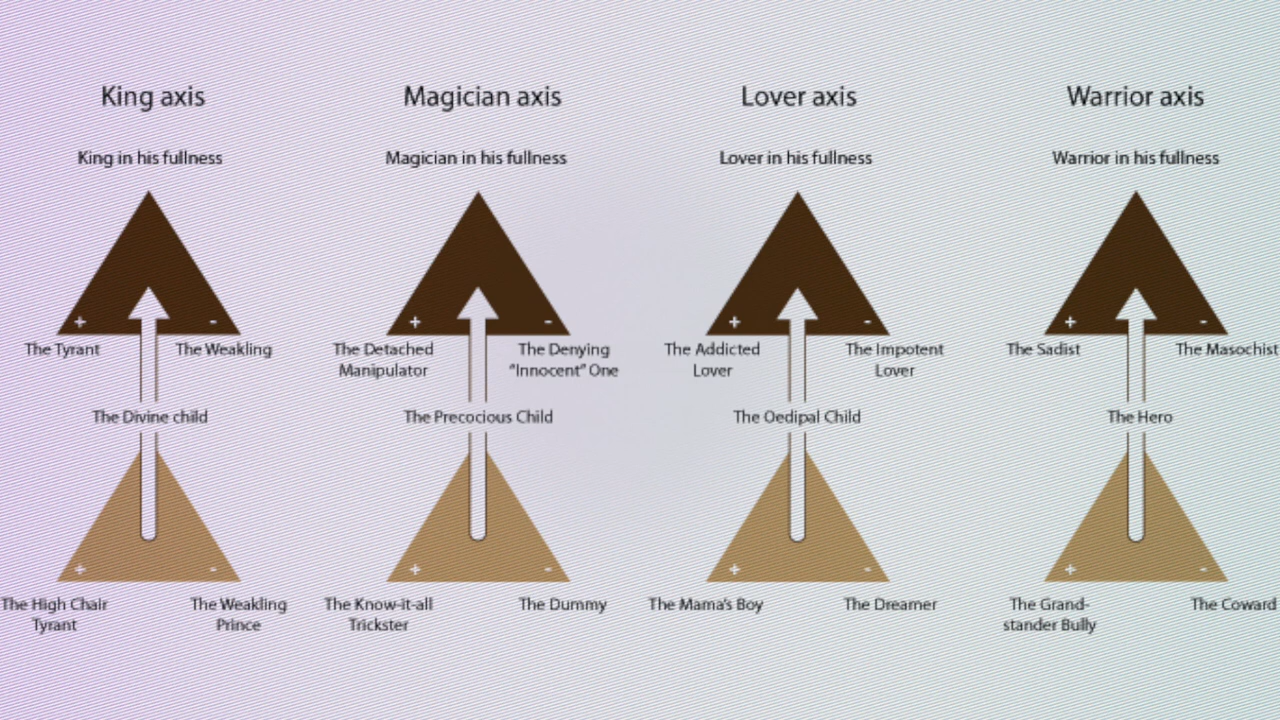 King axis
Magician axis
Lover axis
Warrior axis
King in his fullness
Magician in his fullness
Lover in his fullness
Warrior in his fullness
+ -
+ -
+ -
+ -
The Tyrant
The Weakling
The Detached
Manipulator
The Denying
"Innocent" One
The Addicted
Lover
The Impotent
Lover
The Sadist
The Masochist
The Divine child
The Precocious Child
The Oedipal Child
The Hero
+ -
+ -
+ -
+ -
The High Chair
Tyrant
The Weakling
Prince
The Know-it-all
Trickster
The Dummy
The Mama's Boy
The Dreamer
The Grand-
stander Bully
The Coward